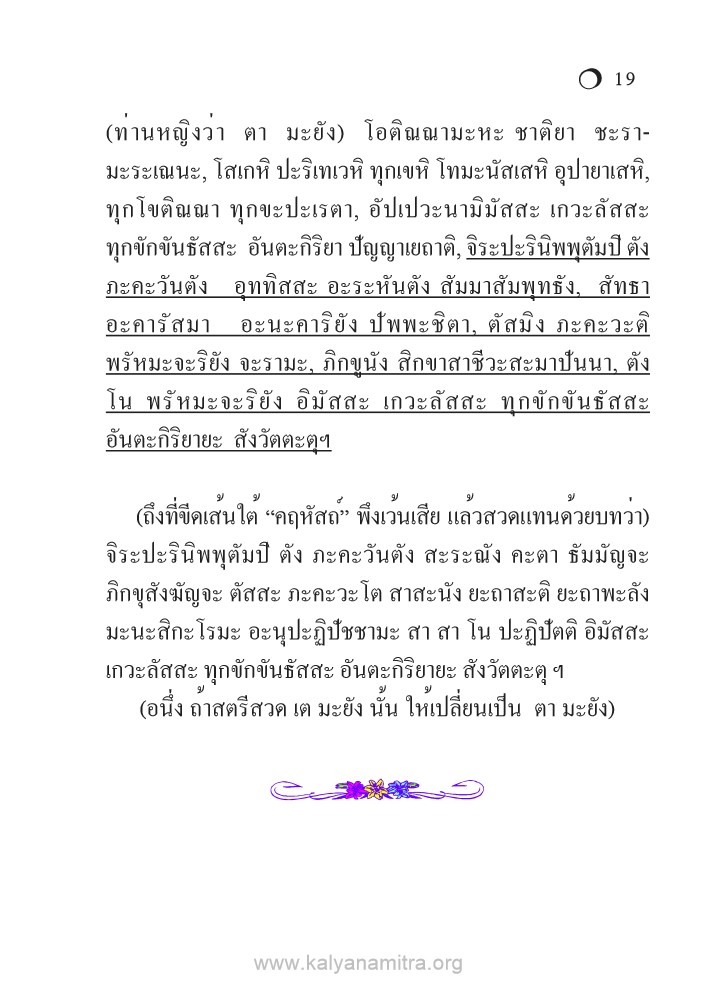 ❍ 19
(ท่านหญิงว่า ตา มะยัง) โอติณณามะหะ ชาติยา ชะรา-
มะระเณนะ, โสเกหิ ปะริเทเวหิ ทุกเขหิ โทมะนัสเสหิ อุปายาเสหิ,
ทุกโขติณณา ทุกขะปะเรตา, อัปเปวะนามิมัสสะ เกวะลัสสะ
ทุกขักขันธัสสะ อันตะกิริยา ปัญญาเยถาติ, จิระปะรินิพพุตัมปี ตัง
ภะคะวันตัง อุททิสสะ อะระหันตัง สัมมาสัมพุทธัง, สัทธา
อะคารัสมา อะนะคาริยัง ปัพพะชิตา, ตัสมิง ภะคะวะติ
พรัหมะจะริยัง จะรามะ, ภิกขูนัง สิกขาสาชีวะสะมาปันนา, ตัง
โน พรัหมะจะริยัง อิมัสสะ เกวะลัสสะ ทุกขักขันธัสสะ
อันตะกิริยายะ สังวัตตะตุฯ
(ถึงที่ขีดเส้นใต้ “คฤหัสถ์” พึงเว้นเสีย แล้วสวดแทนด้วยบทว่า)
จิระปะรินิพพุตัมปี ตัง ภะคะวันตัง สะระณัง คะตา ธัมมัญจะ
ภิกขุสังฆัญจะ ตัสสะ ภะคะวะโต สาสะนัง ยะถาสะติ ยะถาพะลัง
มะนะสิกะโรมะ อะนุปะฏิปัชชามะ สา สา โน ปะฏิปัตติ อิมัสสะ
เกวะลัสสะ ทุกขักขันธัสสะ อันตะกิริยายะ สังวัตตะตุ ฯ
(อนึ่ง ถ้าสตรีสวด เต มะยัง นั้น ให้เปลี่ยนเป็น ตา มะยัง)
www.kalyanamitra.org